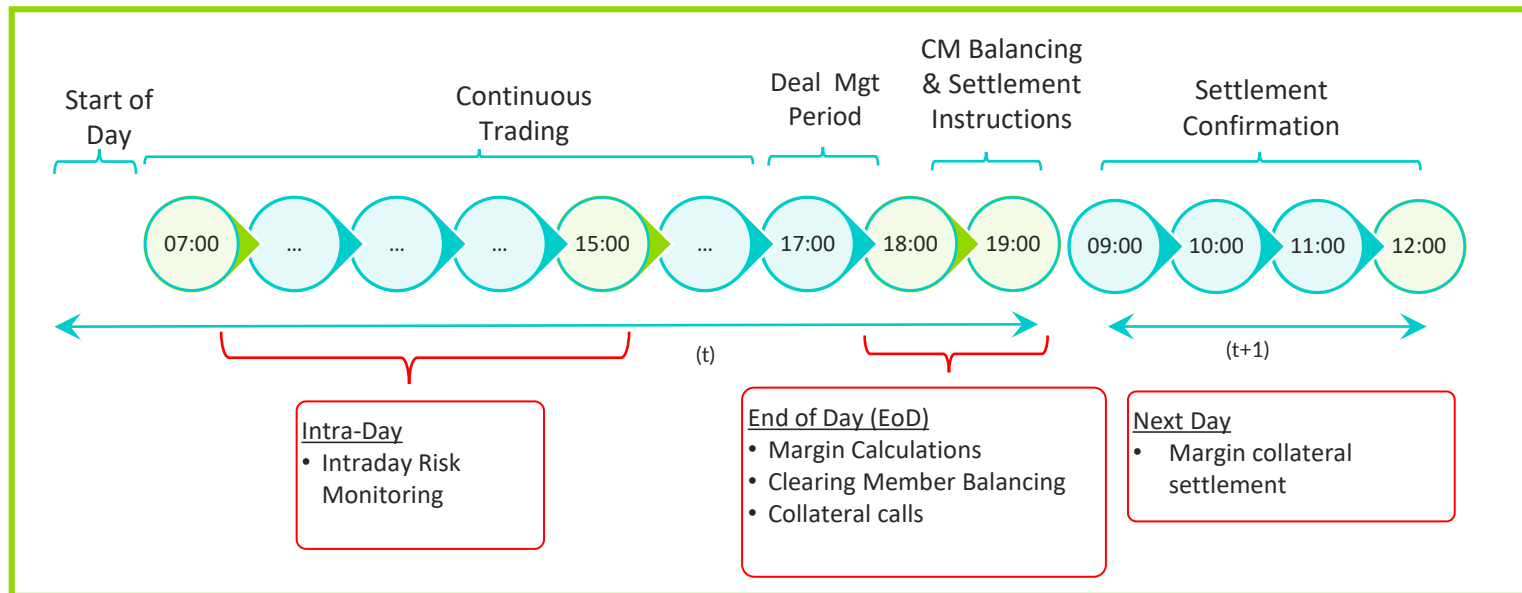 Start of
Day
Continuous
Trading
Deal Mgt
Period
CM Balancing
& Settlement
Instructions
Settlement
Confirmation
07:00
...
...
...
15:00
...
17:00
18:00
19:00
09:00
10:00
11:00
12:00
(t)
(t+1)
Intra-Day
• Intraday Risk
Monitoring
End of Day (EoD)
• Margin Calculations
• Clearing Member Balancing
• Collateral calls
Next Day
• Margin collateral
settlement